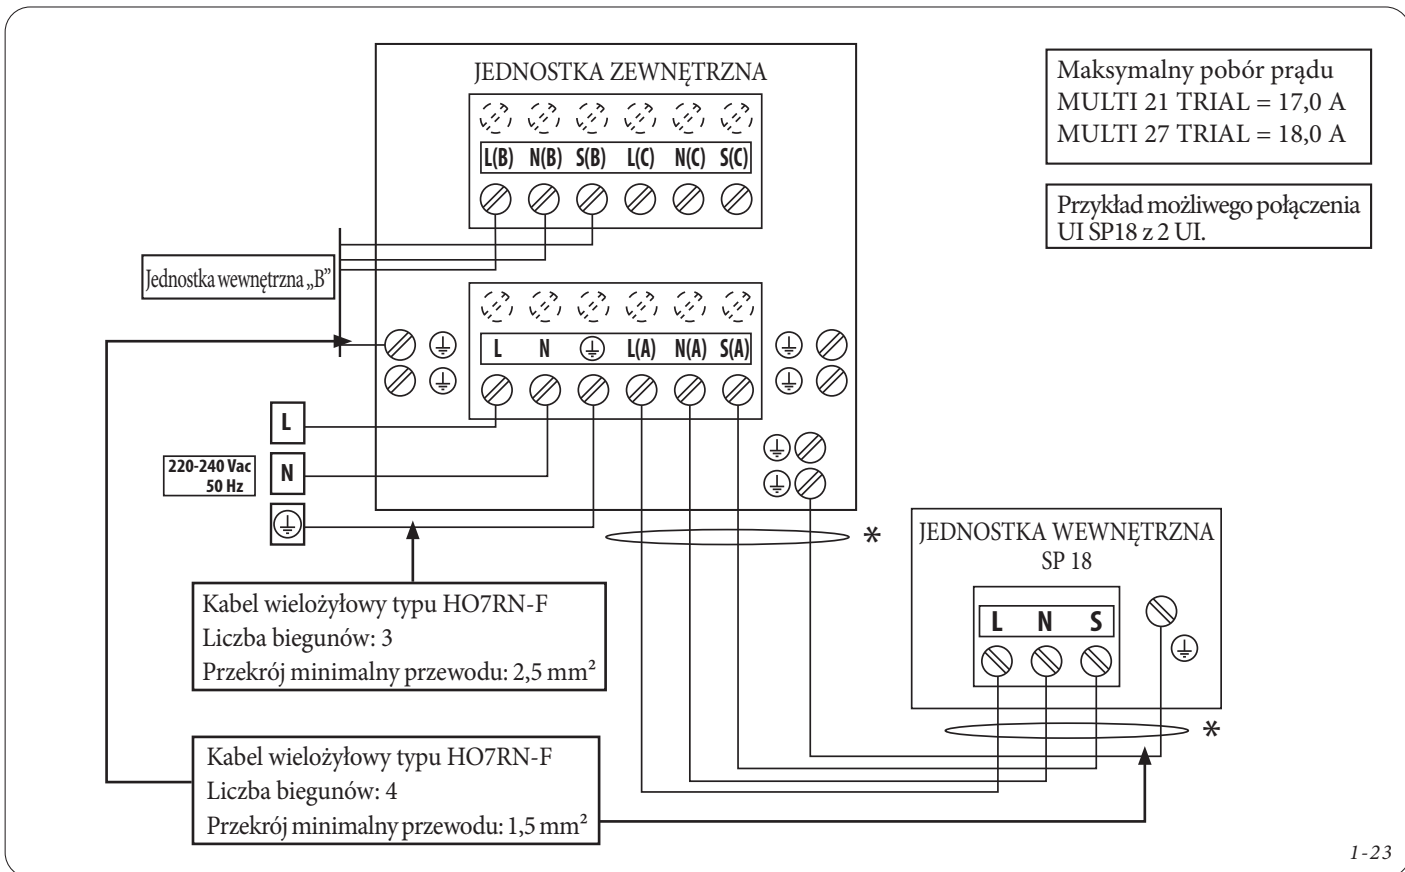 JEDNOSTKA ZEWNĘTRZNA
L(B) N(B) S(B) L(C) N(C) S(C)
Maksymalny pobór prądu
MULTI 21 TRIAL = 17,0 A
MULTI 27 TRIAL = 18,0 A
Przykład możliwego połączenia
UI SP18 z 2 UI.
Jednostka wewnętrzna „B”
L N L(A) N(A) S(A)
L
220-240 Vac
50 Hz
N
*
JEDNOSTKA WEWNĘTRZNA
SP 18
L N S
*
Kabel wielożyłowy typu HO7RN-F
Liczba biegunów: 3
Przekrój minimalny przewodu: 2,5 mm²
Kabel wielożyłowy typu HO7RN-F
Liczba biegunów: 4
Przekrój minimalny przewodu: 1,5 mm²
1-23